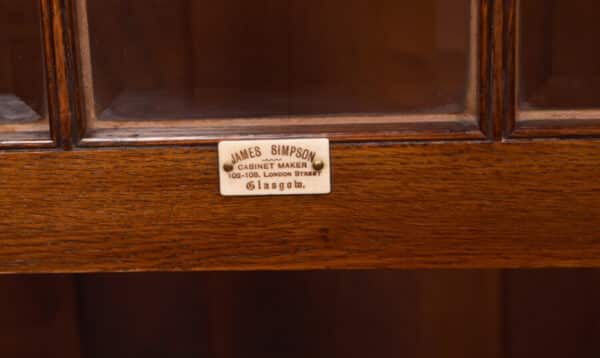 JAMES SIMPSON
CABINET MAKER
102-108, LONDON STREET
Glasgow.